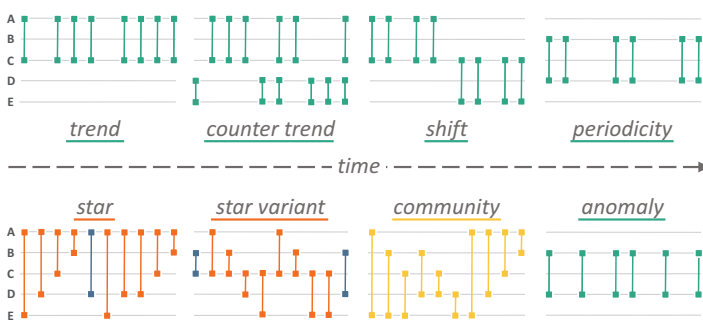 A
B
C
D
E
trend counter trend shift periodicity
time
star star variant community anomaly
A
B
C
D
E